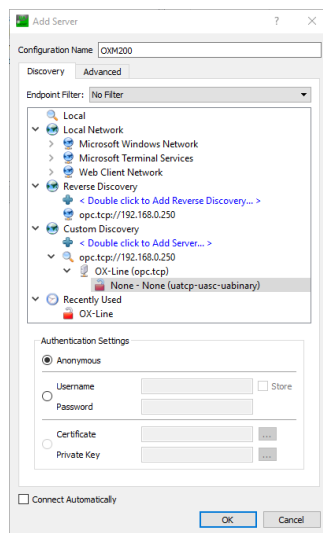 Add Server
Configuration Name OXM200
Discovery Advanced
Endpoint Filter: No Filter
Local
Local Network
Microsoft Windows Network
Microsoft Terminal Services
Web Client Network
Reverse Discovery
< Double click to Add Reverse Discovery... >
opc.tcp://192.168.0.250
Custom Discovery
< Double click to Add Server... >
opc.tcp://192.168.0.250
OX-Line (opc.tcp)
None - None (uatcp-uasc-uabinary)
Recently Used
OX-Line
Authentication Settings
Anonymous
Username Store
Password
Certificate ...
Private Key ...
Connect Automatically
OK Cancel